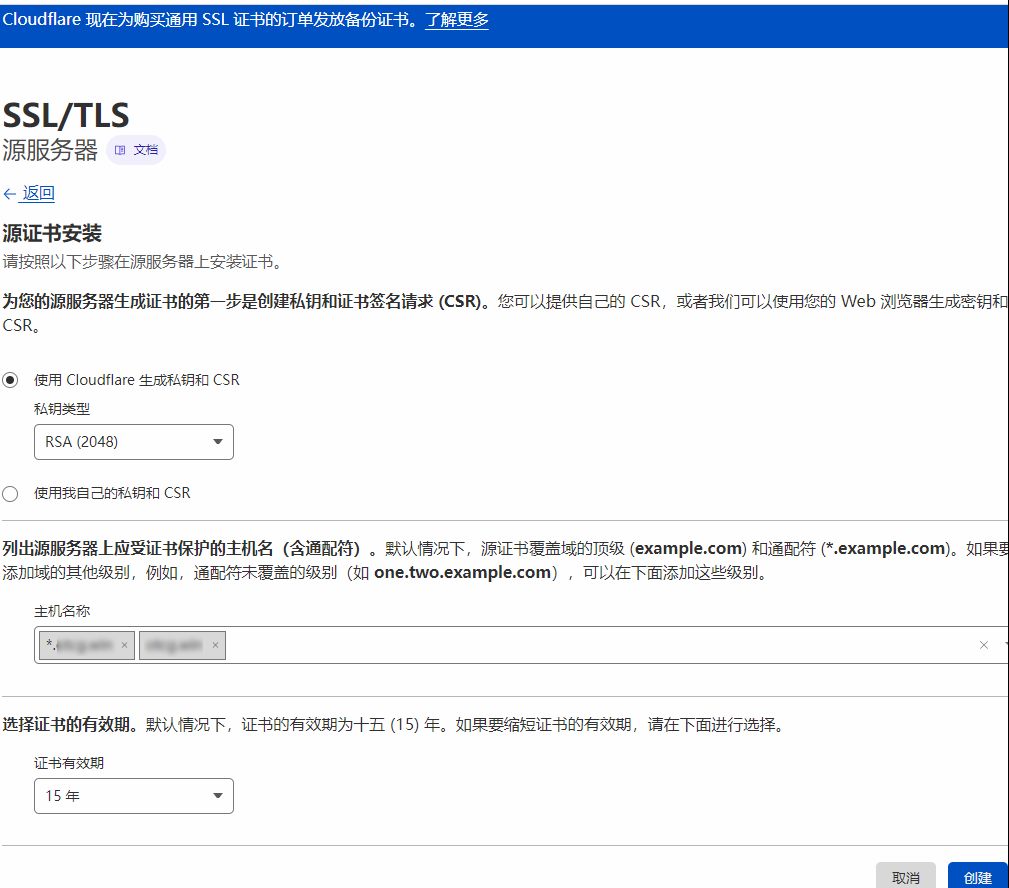 Cloudflare 现在为购买通用 SSL 证书的订单发放备份证书。了解更多
SSL/TLS
源服务器 文档
← 返回
源证书安装
请按照以下步骤在源服务器上安装证书。
为您的源服务器生成证书的第一步是创建私钥和证书签名请求 (CSR)。您可以提供自己的 CSR，或者我们可以使用您的 Web 浏览器生成密钥和
CSR。
使用 Cloudflare 生成私钥和 CSR
私钥类型
RSA (2048)
使用我自己的私钥和 CSR
列出源服务器上应受证书保护的主机名（含通配符）。默认情况下，源证书覆盖域的顶级 (example.com) 和通配符 (*.example.com)。如果要
添加域的其他级别，例如，通配符未覆盖的级别（如 one.two.example.com），可以在下面添加这些级别。
主机名称
*. × × ×
选择证书的有效期。默认情况下，证书的有效期为十五 (15) 年。如果要缩短证书的有效期，请在下面进行选择。
证书有效期
15 年
取消 创建